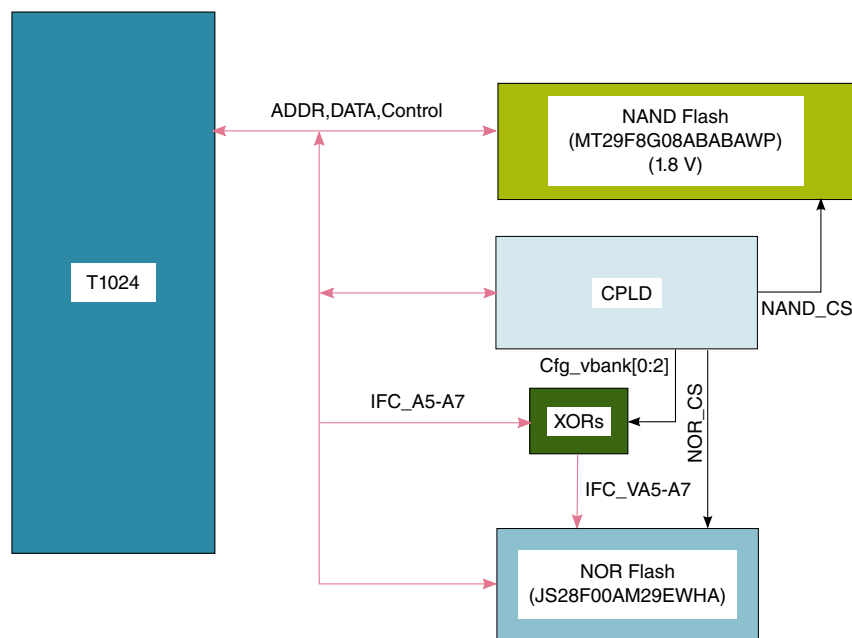 ADDR,DATA,Control
NAND Flash
(MT29F8G08ABABAWP)
(1.8 V)
T1024
CPLD
NAND_CS
Cfg_vbank[0:2]
IFC_A5-A7
XORs
NOR_CS
IFC_VA5-A7
NOR Flash
(JS28F00AM29EWHA)